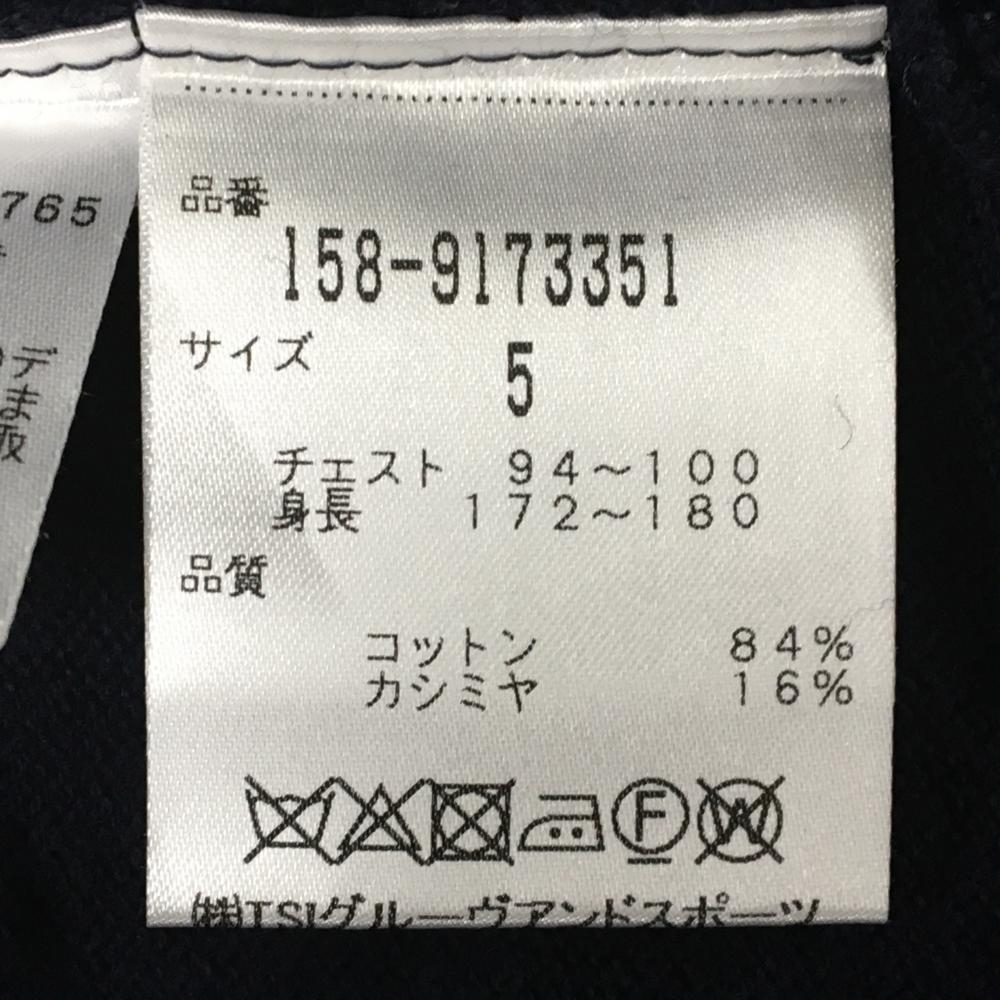 765
デ
ま
品番
158-9173351
サイズ
5
チェスト 94～100
身長 172～180
品質
コットン 84%
カシミヤ 16%
F W
(株)TSIグルーヴアンドスポーツ